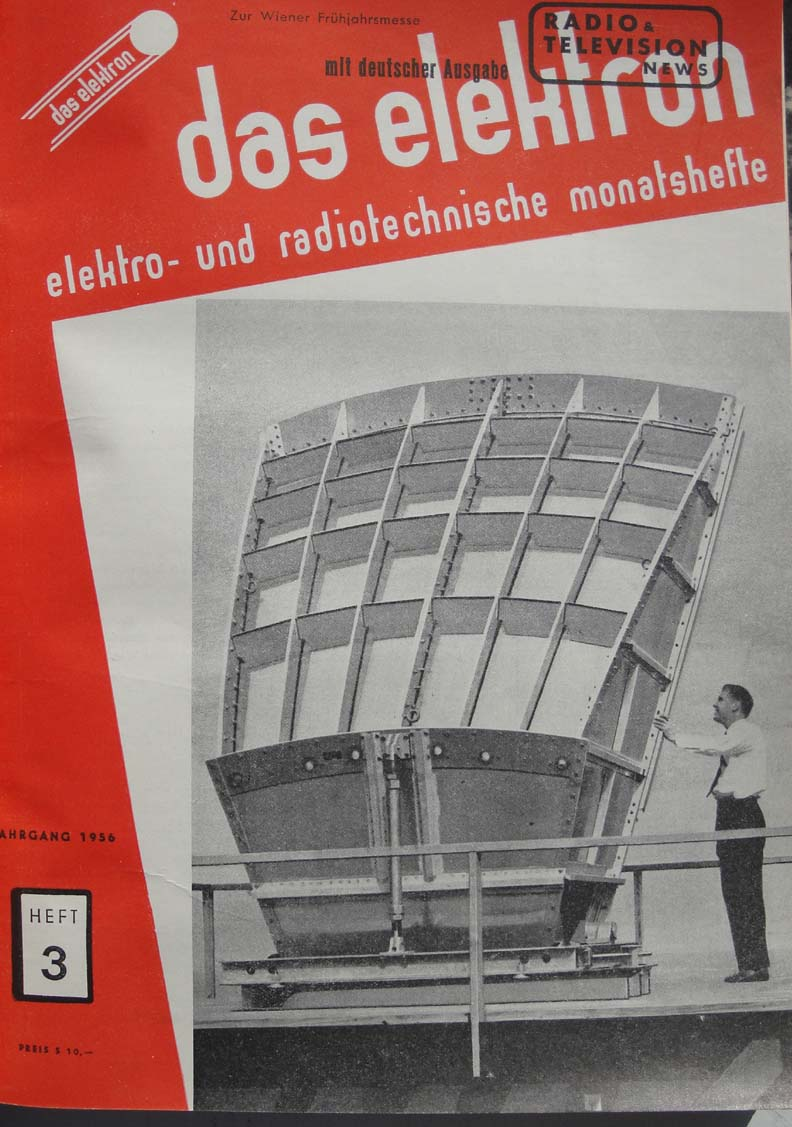 Zur Wiener Frühjahrsmesse
RADIO &
TELEVISION
NEWS
das elektron
mit deutscher Ausgabe
das elektron
elektro- und radiotechnische monatshefte
AHRGANG 1956
HEFT
3
PREIS S 10,—